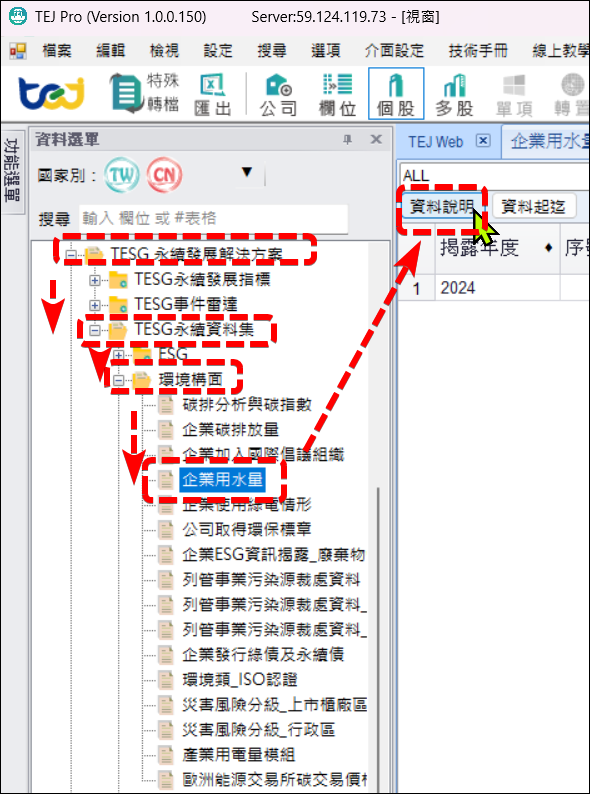 TEJ Pro (Version 1.0.0.150) Server:59.124.119.73 - [視窗]
檔案 編輯 檢視 設定 搜尋 選項 介面設定 技術手冊 線上教學
tej 特殊轉檔 匯出 公司 欄位 個股 多股 單項 轉置
功能選單
資料選單
國家別： TW CN
搜尋 輸入 欄位 或 #表格
TESG 永續發展解決方案
TESG永續發展指標
TESG事件雷達
TESG永續資料集
ESG
環境構面
碳排分析與碳指數
企業碳排放量
企業加入國際倡議組織
企業用水量
企業使用綠電情形
公司取得環保標章
企業ESG資訊揭露_廢棄物
列管事業污染源裁處資料
列管事業污染源裁處資料_
列管事業污染源裁處資料_
企業發行綠債及永續債
環境類_ISO認證
災害風險分級_上市櫃廠區
災害風險分級_行政區
產業用電量模組
歐洲能源交易所碳交易價格
TEJ Web 企業用水量
ALL
資料說明 資料起迄
揭露年度 序號
1 2024